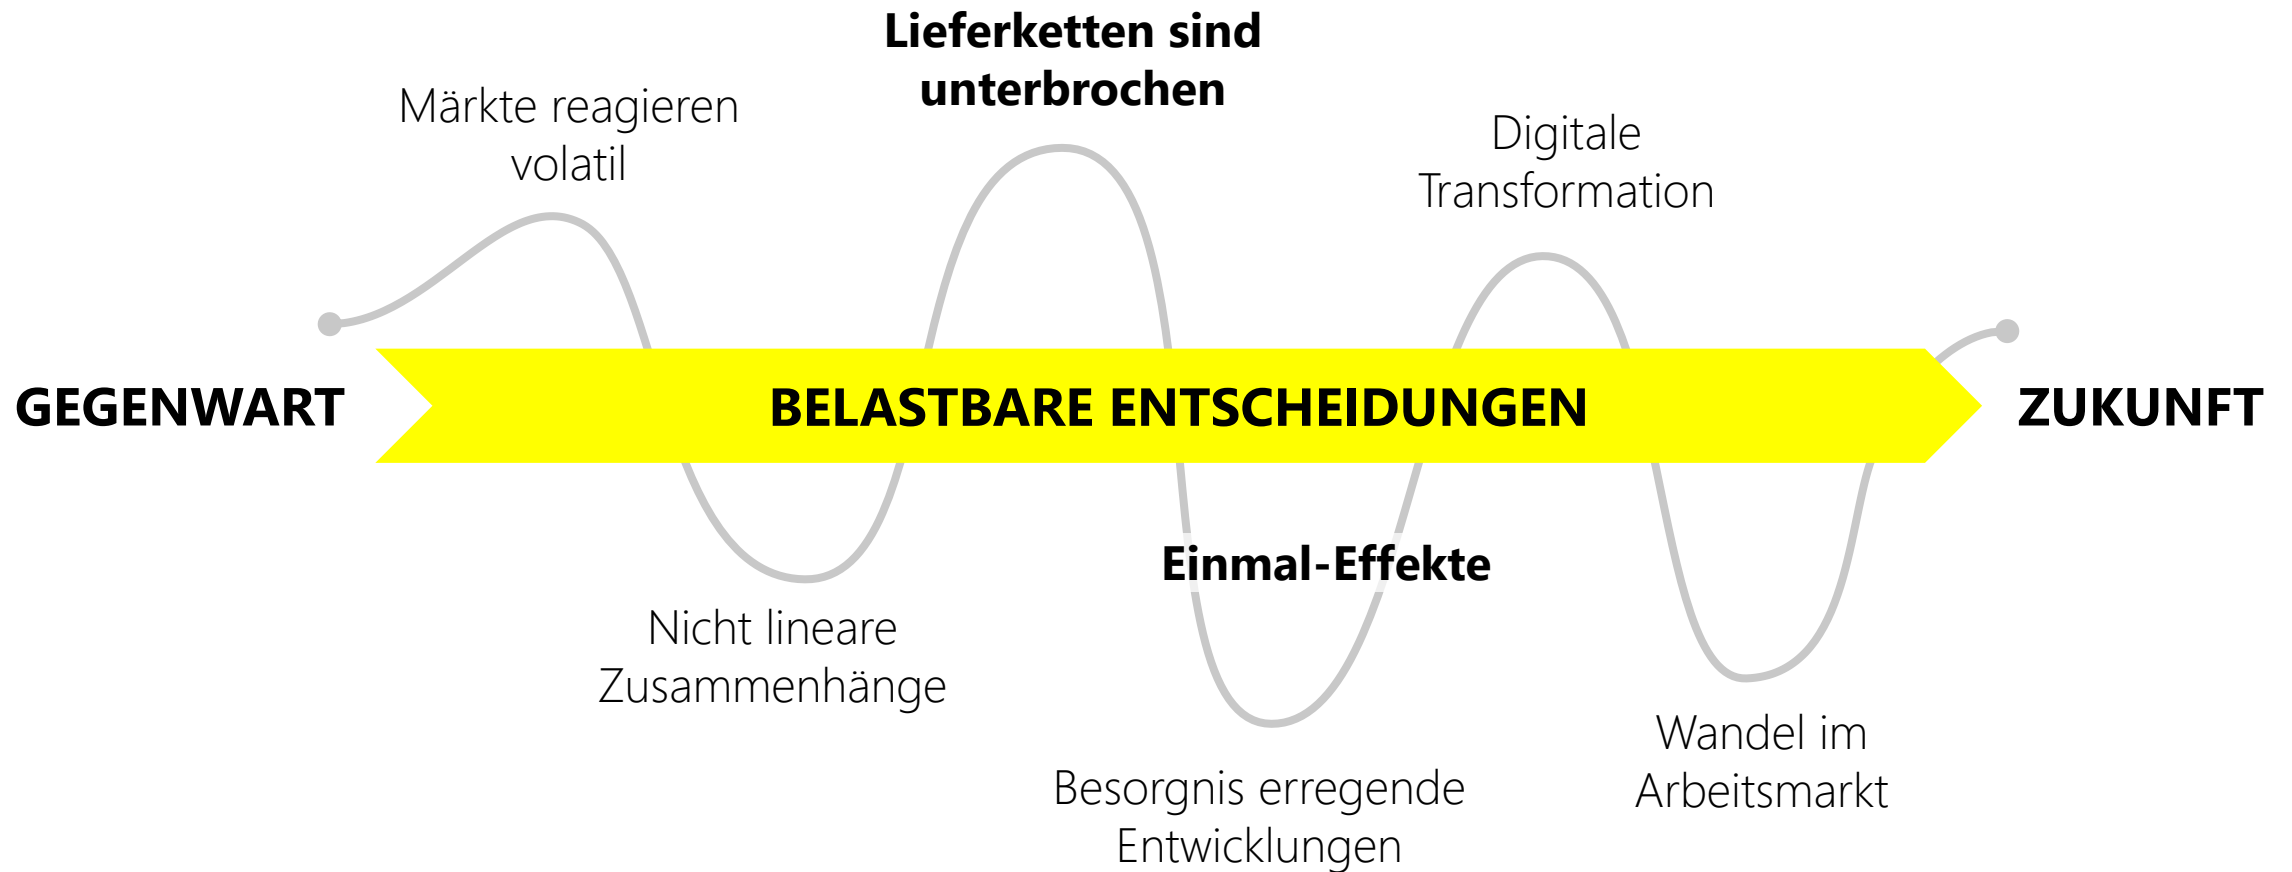 Lieferketten sind
unterbrochen
Märkte reagieren
volatil
Digitale
Transformation
GEGENWART
BELASTBARE ENTSCHEIDUNGEN
ZUKUNFT
Einmal-Effekte
Nicht lineare
Zusammenhänge
Besorgnis erregende
Entwicklungen
Wandel im
Arbeitsmarkt